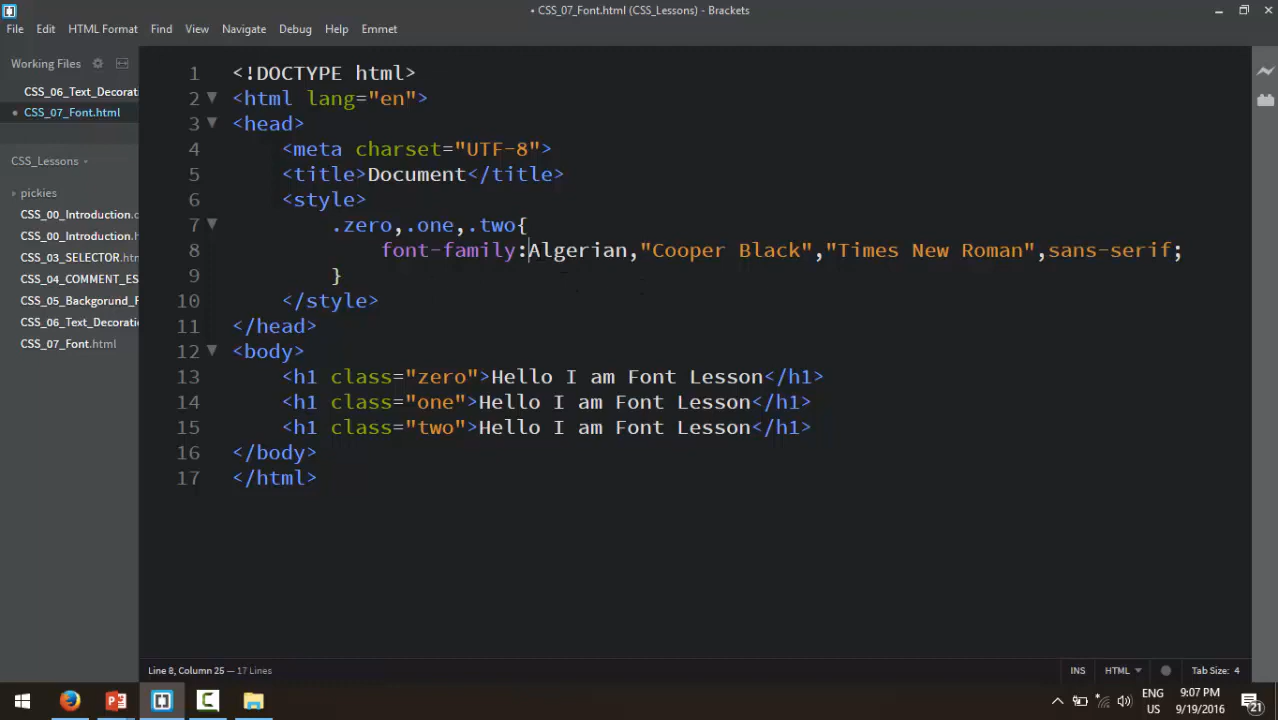 • CSS_07_Font.html (CSS_Lessons) - Brackets
File Edit HTML Format Find View Navigate Debug Help Emmet
Working Files
CSS_06_Text_Decorati
• CSS_07_Font.html
CSS_Lessons
pickies
CSS_00_Introduction.c
CSS_00_Introduction.h
CSS_03_SELECTOR.htm
CSS_04_COMMENT_ES
CSS_05_Backgorund_F
CSS_06_Text_Decoratio
CSS_07_Font.html
1 <!DOCTYPE html>
2 <html lang="en">
3 <head>
4 <meta charset="UTF-8">
5 <title>Document</title>
6 <style>
7 .zero,.one,.two{
8 font-family:Algerian,"Cooper Black","Times New Roman",sans-serif;
9 }
10 </style>
11 </head>
12 <body>
13 <h1 class="zero">Hello I am Font Lesson</h1>
14 <h1 class="one">Hello I am Font Lesson</h1>
15 <h1 class="two">Hello I am Font Lesson</h1>
16 </body>
17 </html>
Line 8, Column 25 — 17 Lines
INS HTML Tab Size: 4
ENG 9:07 PM
US 9/19/2016
21